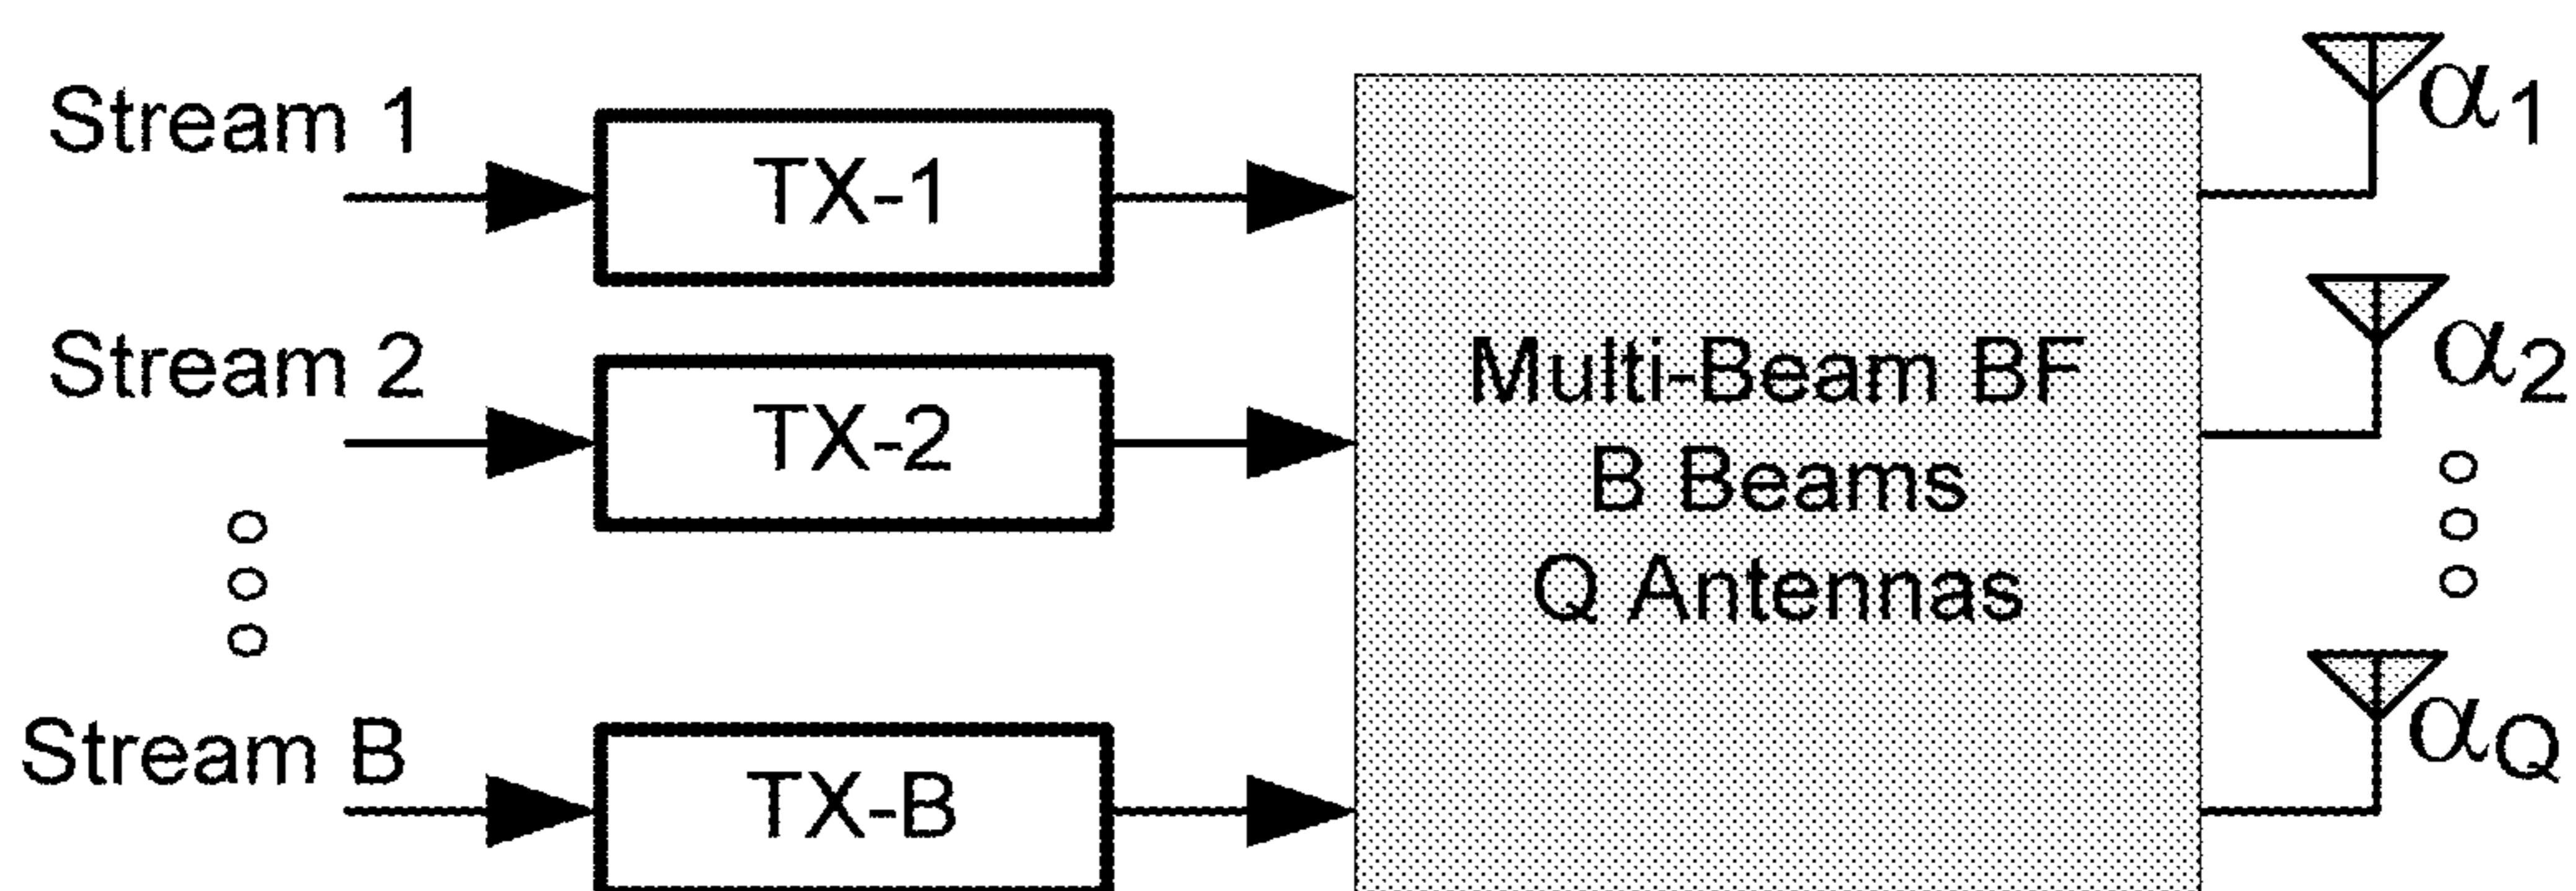 Stream 1
TX-1
α1
Stream 2
TX-2
Multi-Beam BF
B Beams
Q Antennas
α2
Stream B
TX-B
αQ